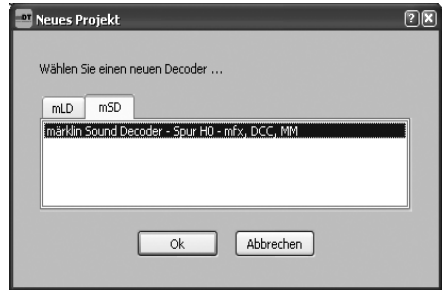 DT Neues Projekt
Wählen Sie einen neuen Decoder ...
mLD mSD
märklin Sound Decoder - Spur H0 - mfx, DCC, MM
Ok Abbrechen